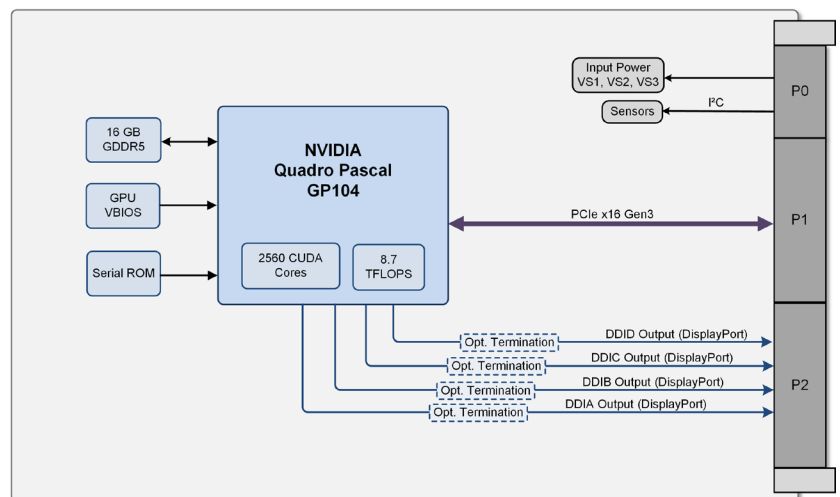 Input Power
VS1, VS2, VS3
P0
I²C
Sensors
16 GB
GDDR5
NVIDIA
Quadro Pascal
GP104
GPU
VBIOS
PCIe x16 Gen3
P1
Serial ROM
2560 CUDA
Cores
8.7
TFLOPS
DDID Output (DisplayPort)
Opt. Termination
DDIC Output (DisplayPort)
Opt. Termination
DDIB Output (DisplayPort)
Opt. Termination
DDIA Output (DisplayPort)
Opt. Termination
P2